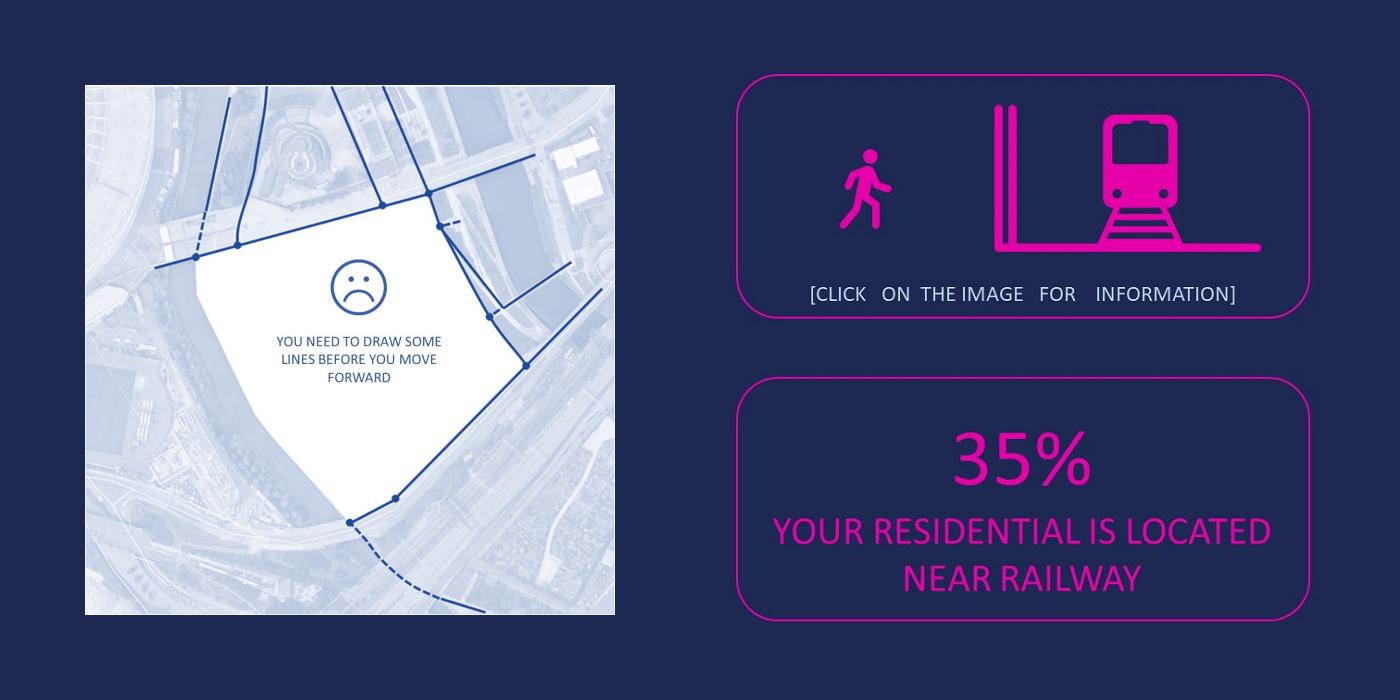 YOU NEED TO DRAW SOME
LINES BEFORE YOU MOVE
FORWARD
[CLICK ON THE IMAGE FOR INFORMATION]
35%
YOUR RESIDENTIAL IS LOCATED
NEAR RAILWAY